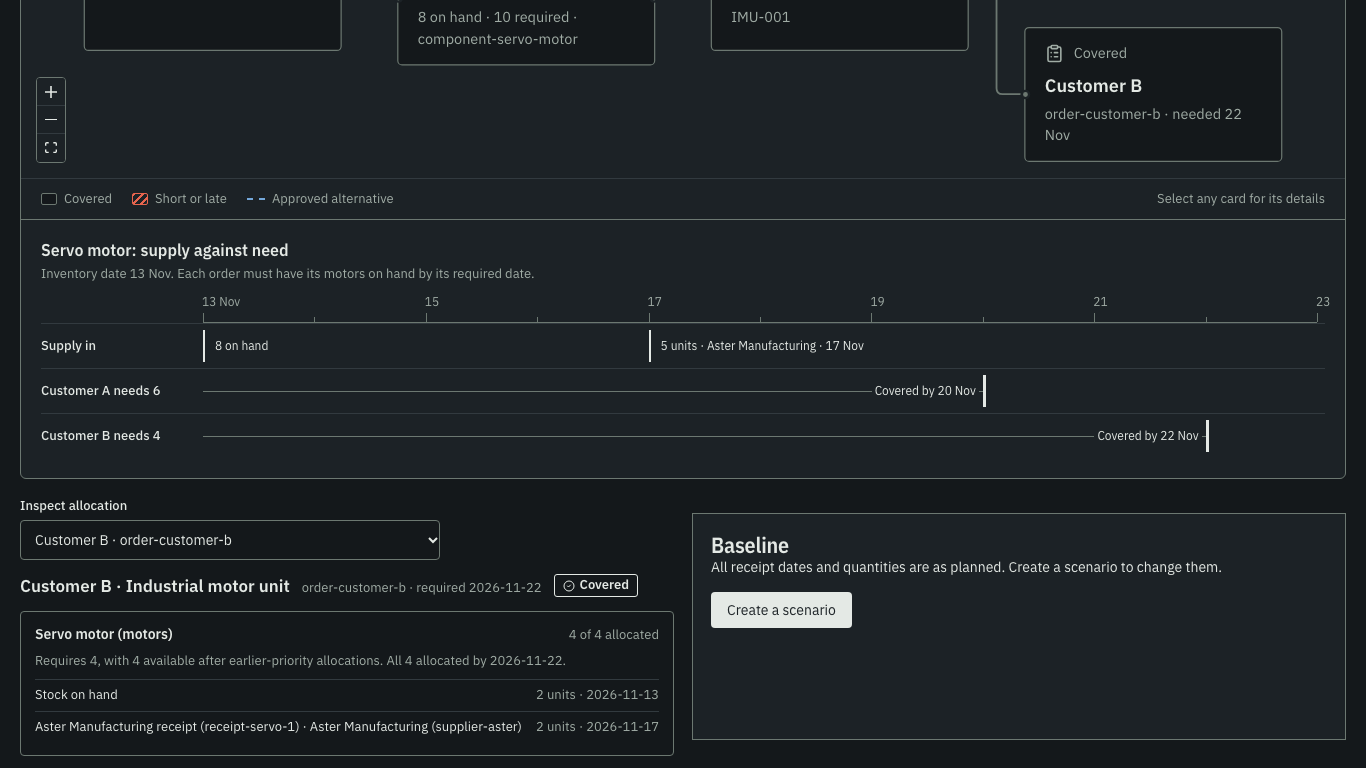 8 on hand · 10 required ·
component-servo-motor
IMU-001
Covered
Customer B
order-customer-b · needed 22
Nov
Covered
Short or late
Approved alternative
Select any card for its details
Servo motor: supply against need
Inventory date 13 Nov. Each order must have its motors on hand by its required date.
13 Nov 15 17 19 21 23
Supply in
8 on hand
5 units · Aster Manufacturing · 17 Nov
Customer A needs 6
Covered by 20 Nov
Customer B needs 4
Covered by 22 Nov
Inspect allocation
Customer B · order-customer-b
Customer B · Industrial motor unit order-customer-b · required 2026-11-22 Covered
Servo motor (motors) 4 of 4 allocated
Requires 4, with 4 available after earlier-priority allocations. All 4 allocated by 2026-11-22.
Stock on hand 2 units · 2026-11-13
Aster Manufacturing receipt (receipt-servo-1) · Aster Manufacturing (supplier-aster) 2 units · 2026-11-17
Baseline
All receipt dates and quantities are as planned. Create a scenario to change them.
Create a scenario